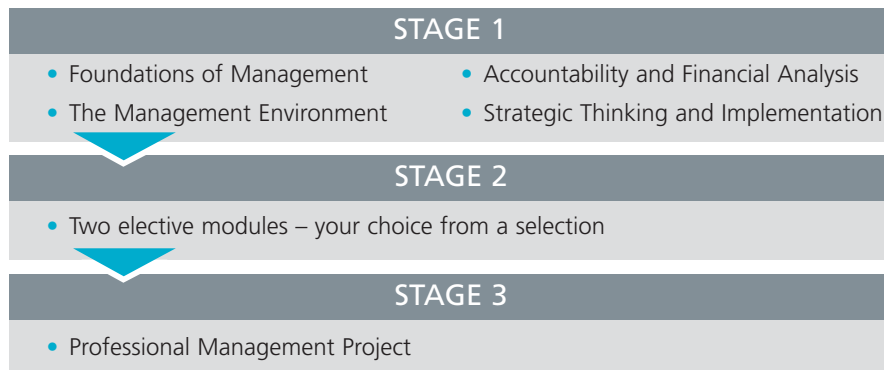 STAGE 1
• Foundations of Management
• The Management Environment
• Accountability and Financial Analysis
• Strategic Thinking and Implementation
STAGE 2
• Two elective modules – your choice from a selection
STAGE 3
• Professional Management Project